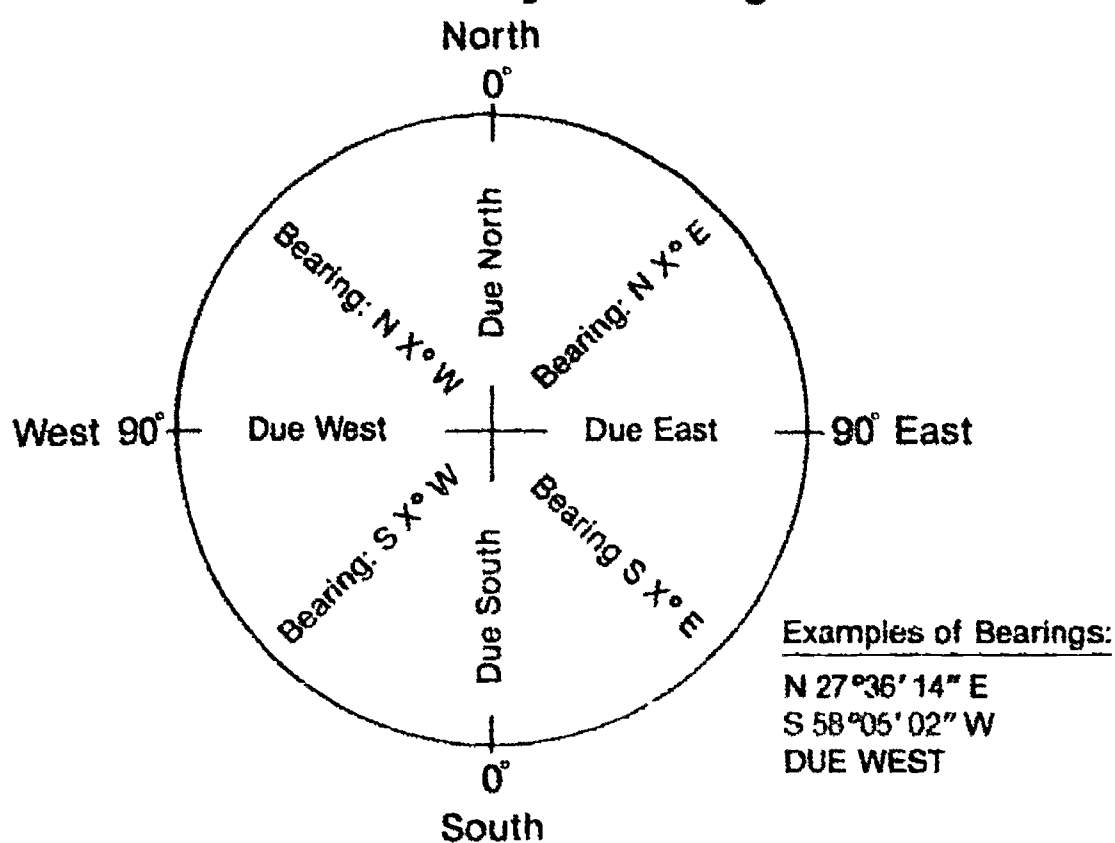 North
0°
Due North
Bearing: N X° W
Bearing: N X° E
West 90°
Due West
Due East
90° East
Bearing: S X° W
Bearing S X° E
Due South
0°
South
Examples of Bearings:
N 27°36' 14" E
S 58°05' 02" W
DUE WEST